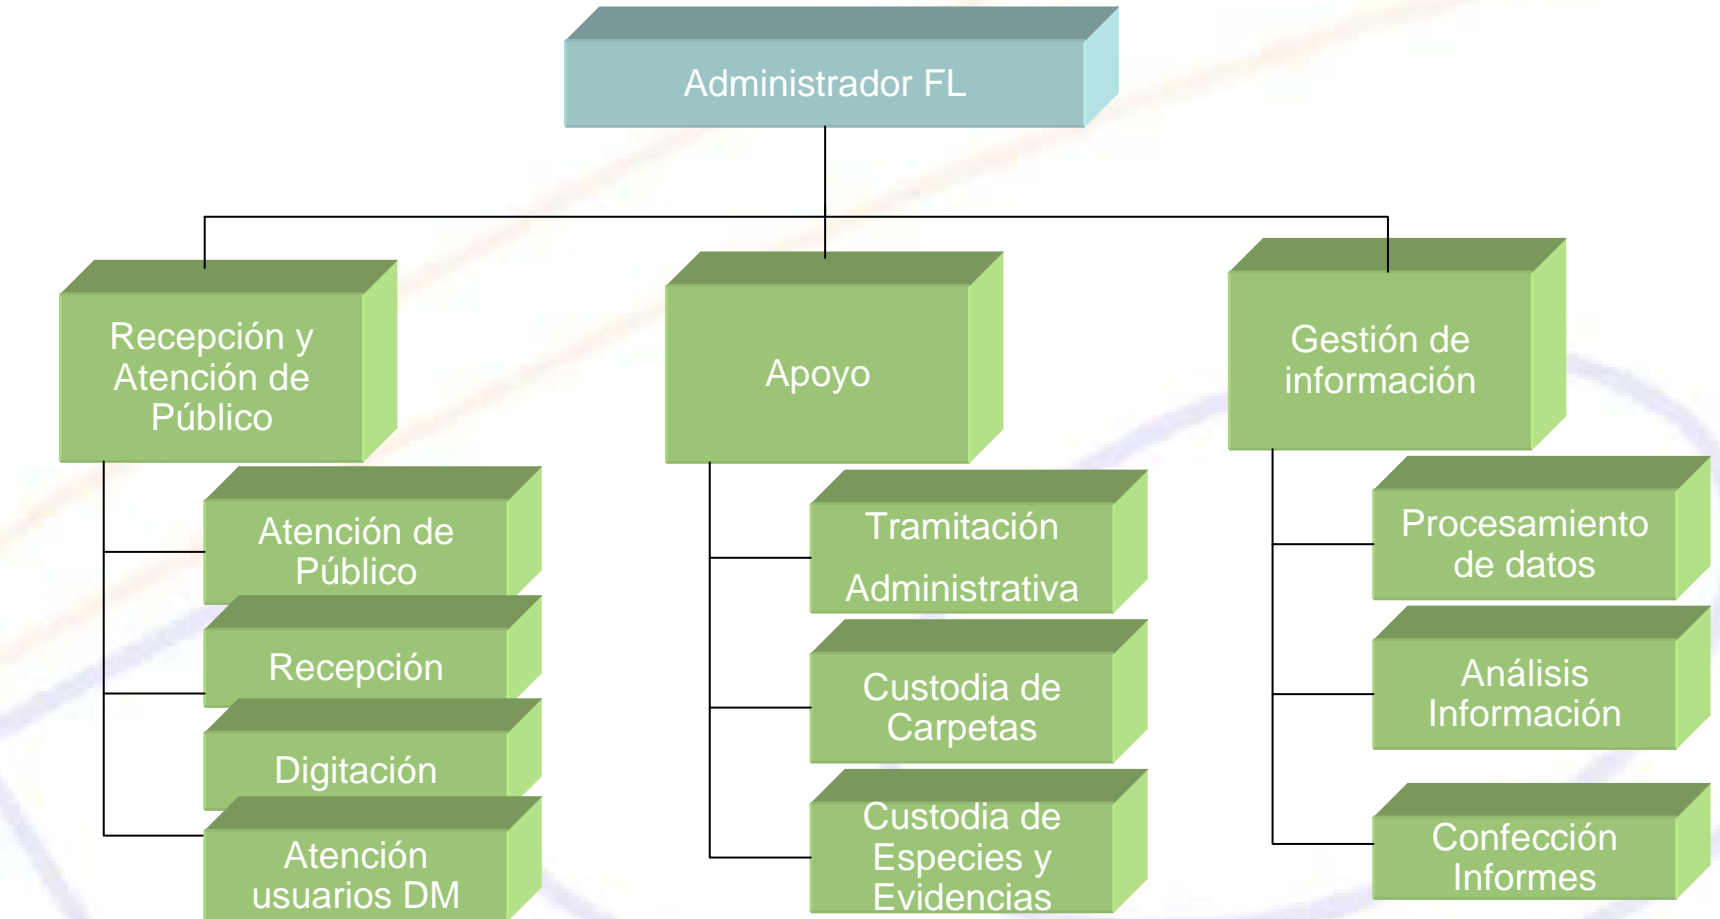 Administrador FL
Recepción y
Atención de
Público
Atención de
Público
Recepción
Digitación
Atención
usuarios DM
Apoyo
Tramitación
Administrativa
Custodia de
Carpetas
Custodia de
Especies y
Evidencias
Gestión de
información
Procesamiento
de datos
Análisis
Información
Confección
Informes